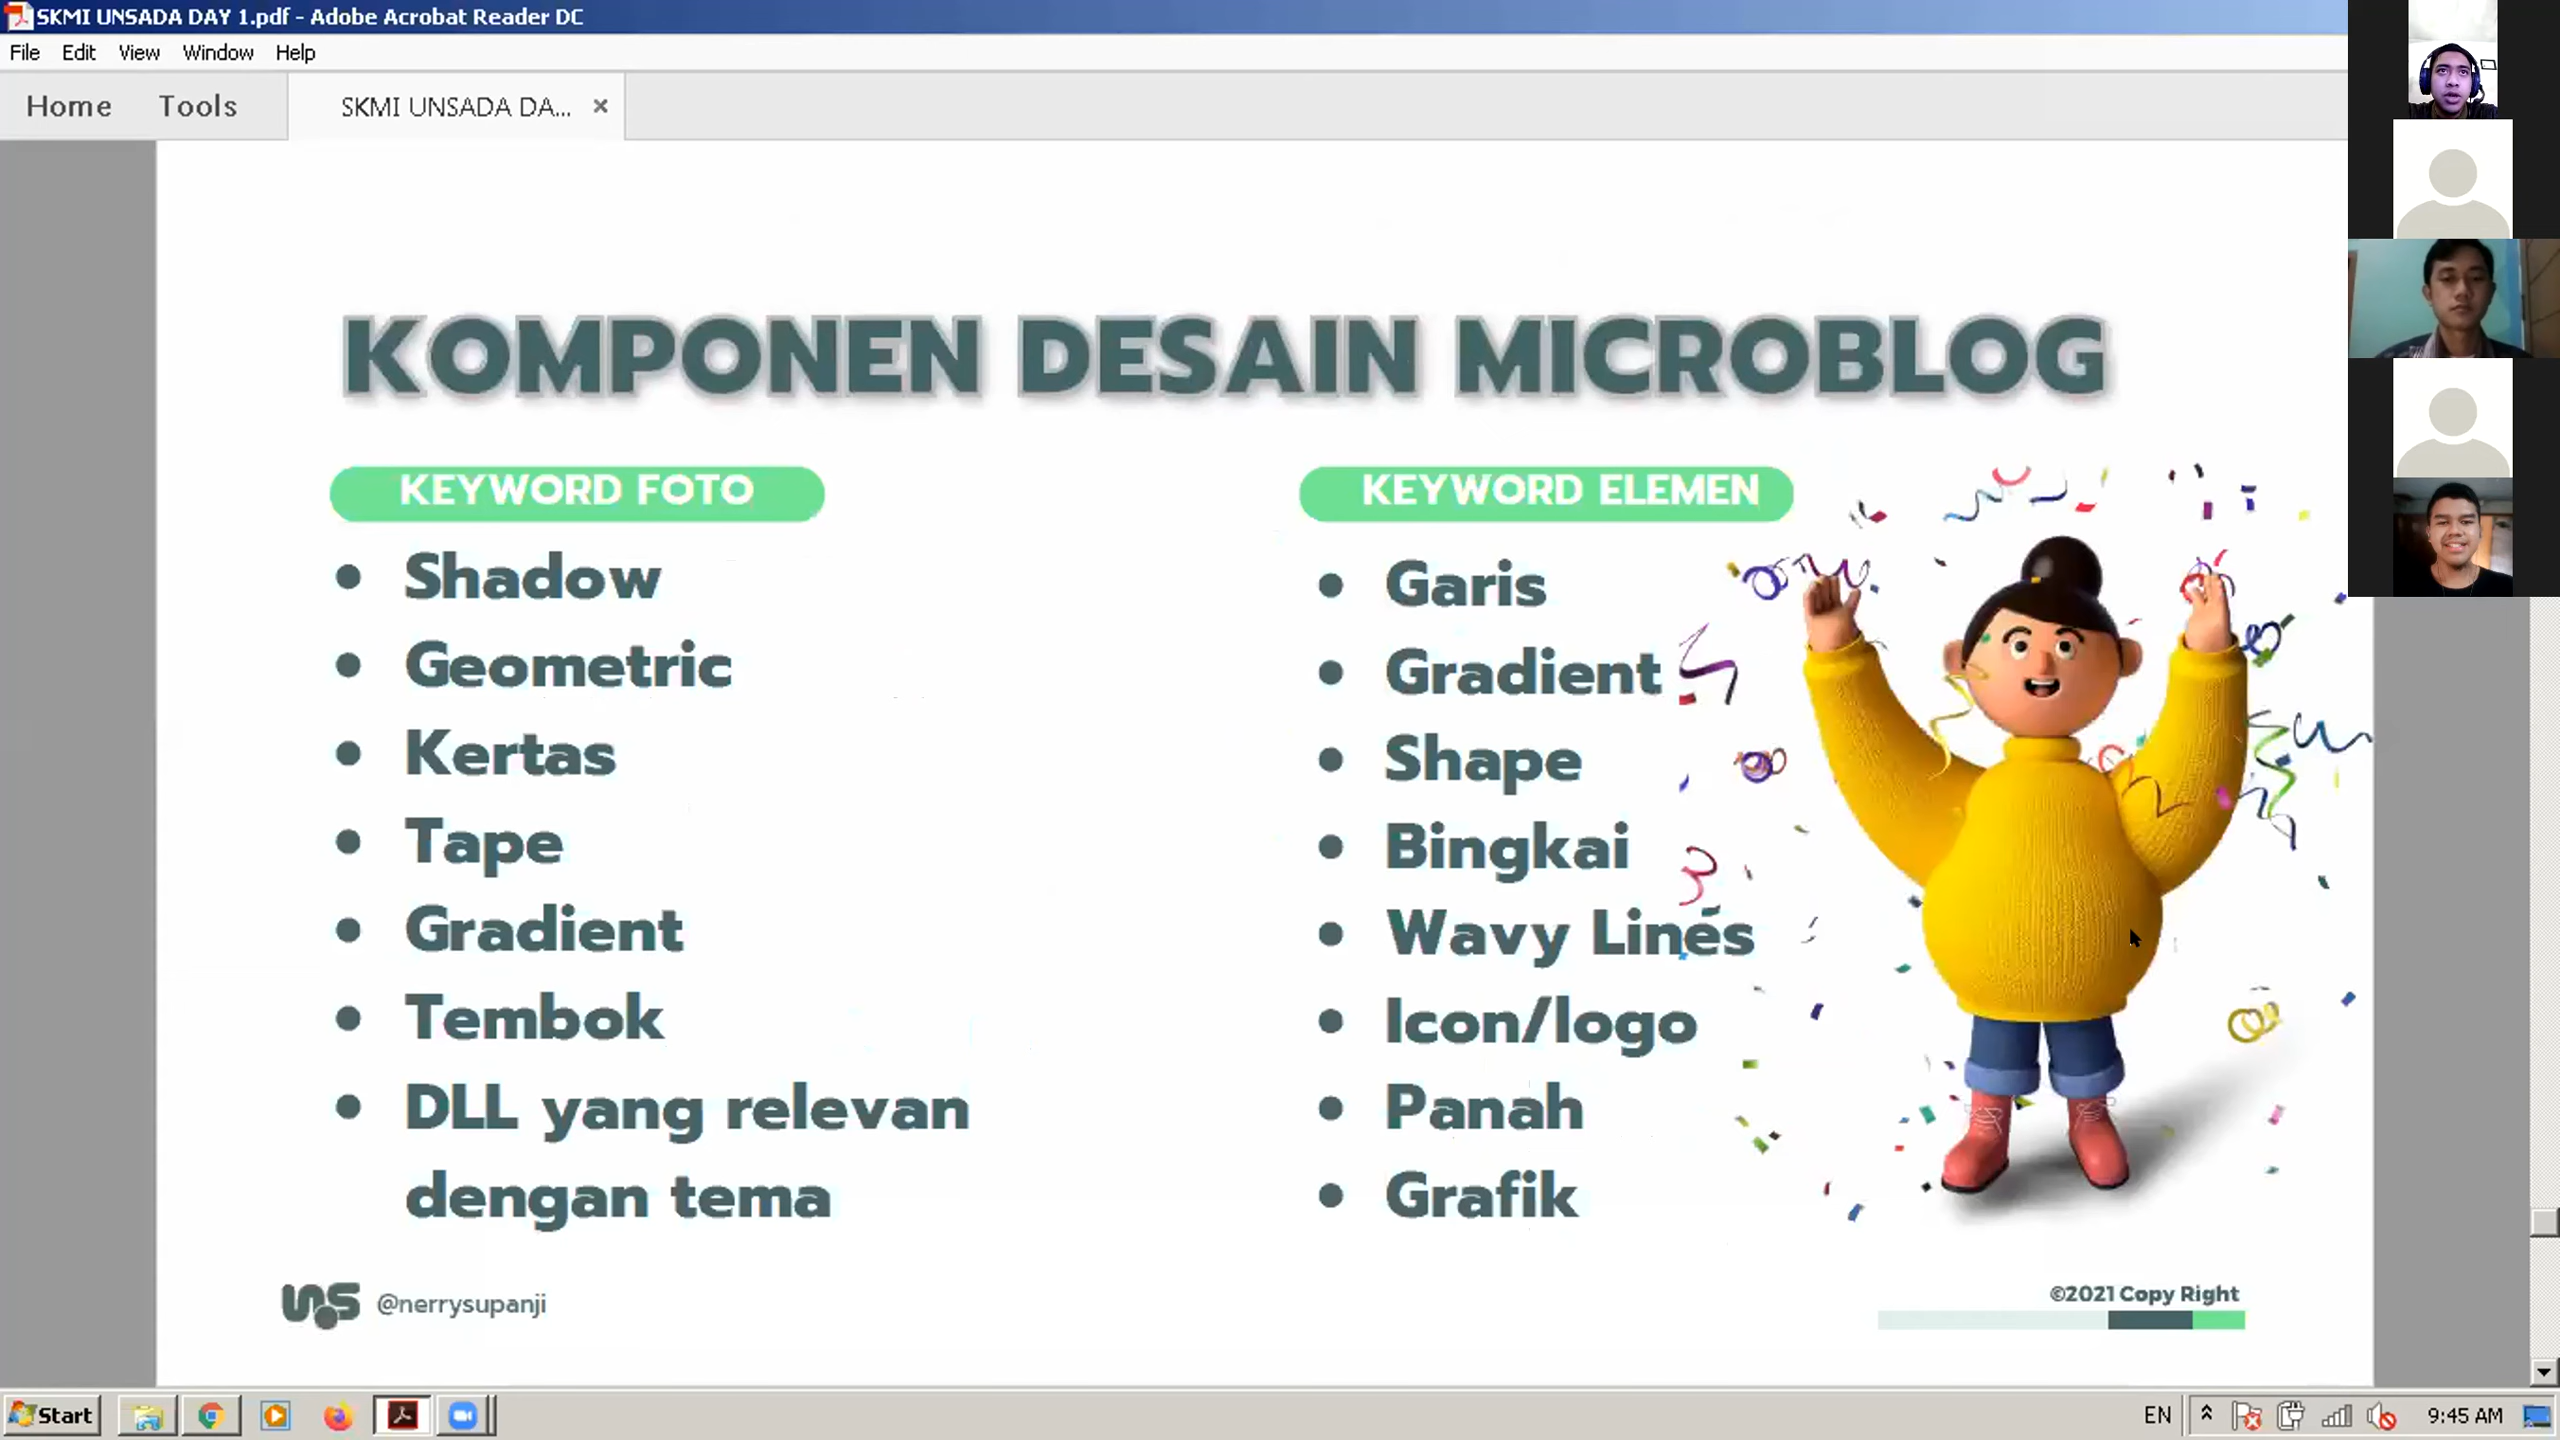 SKMI UNSADA DAY 1.pdf - Adobe Acrobat Reader DC
File Edit View Window Help
Home Tools SKMI UNSADA DA... ×
KOMPONEN DESAIN MICROBLOG
KEYWORD FOTO
• Shadow
• Geometric
• Kertas
• Tape
• Gradient
• Tembok
• DLL yang relevan
dengan tema
KEYWORD ELEMEN
• Garis
• Gradient
• Shape
• Bingkai
• Wavy Lines
• Icon/logo
• Panah
• Grafik
@nerrysupanji
©2021 Copy Right
Start
EN
9:45 AM